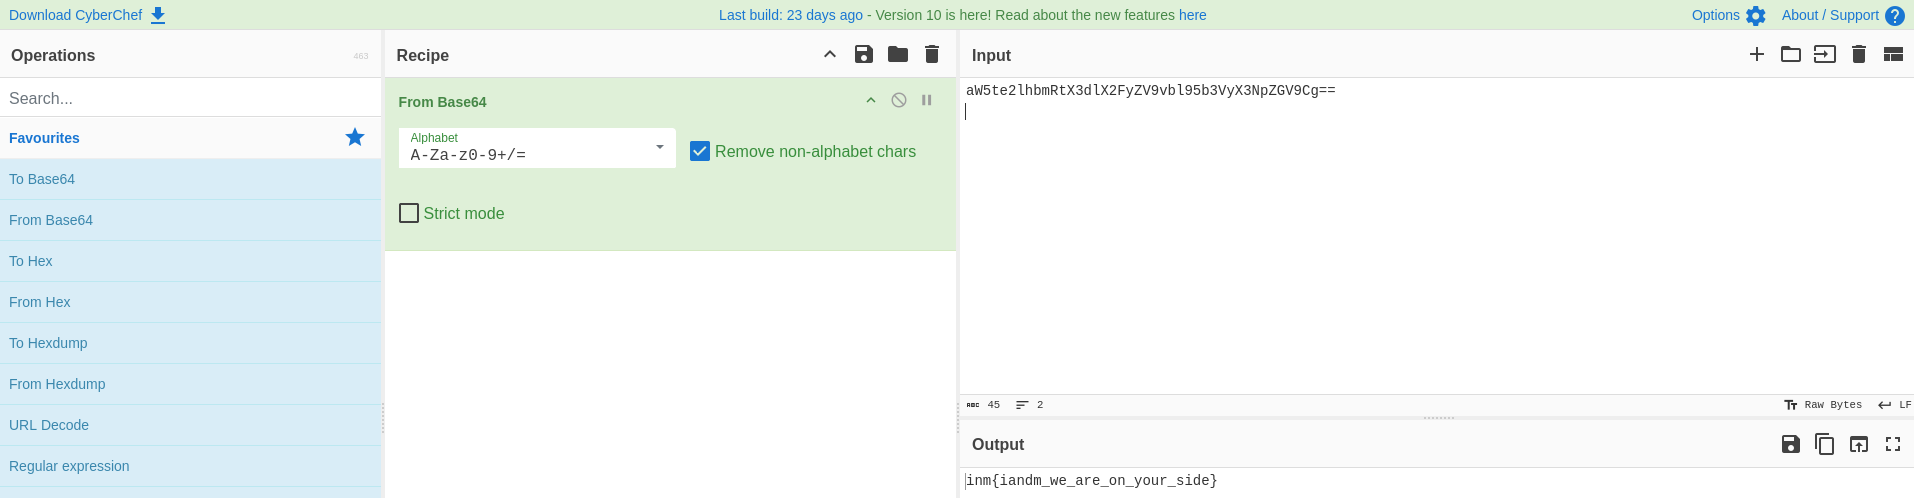 Download CyberChef
Last build: 23 days ago - Version 10 is here! Read about the new features here
Options
About / Support
Operations
463
Recipe
Input
Search...
Favourites
To Base64
From Base64
To Hex
From Hex
To Hexdump
From Hexdump
URL Decode
Regular expression
From Base64
Alphabet
A-Za-z0-9+/=
Remove non-alphabet chars
Strict mode
aW5te2lhbmRtX3dlX2FyZV9vbl95b3VyX3NpZGV9Cg==
ABC 45 2
Tт Raw Bytes LF
Output
inm{iandm_we_are_on_your_side}